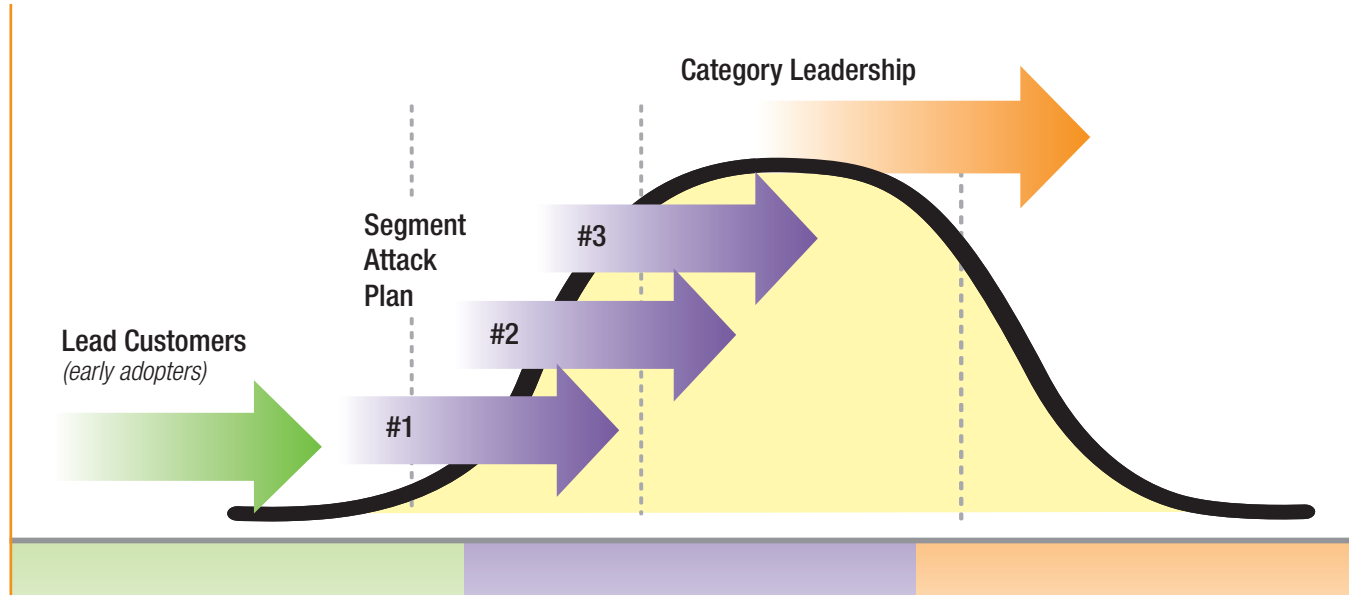 Category Leadership
Segment
Attack
Plan
#3
#2
Lead Customers
(early adopters)
#1